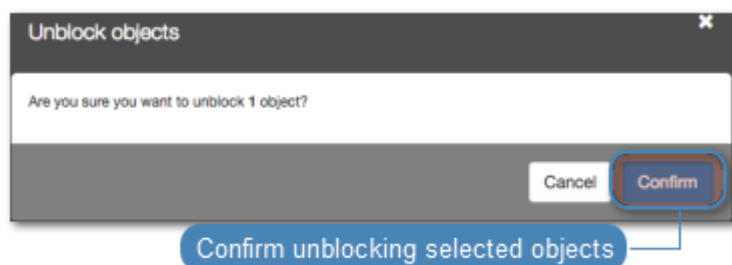 Unblock objects
Are you sure you want to unblock 1 object?
Cancel Confirm
Confirm unblocking selected objects